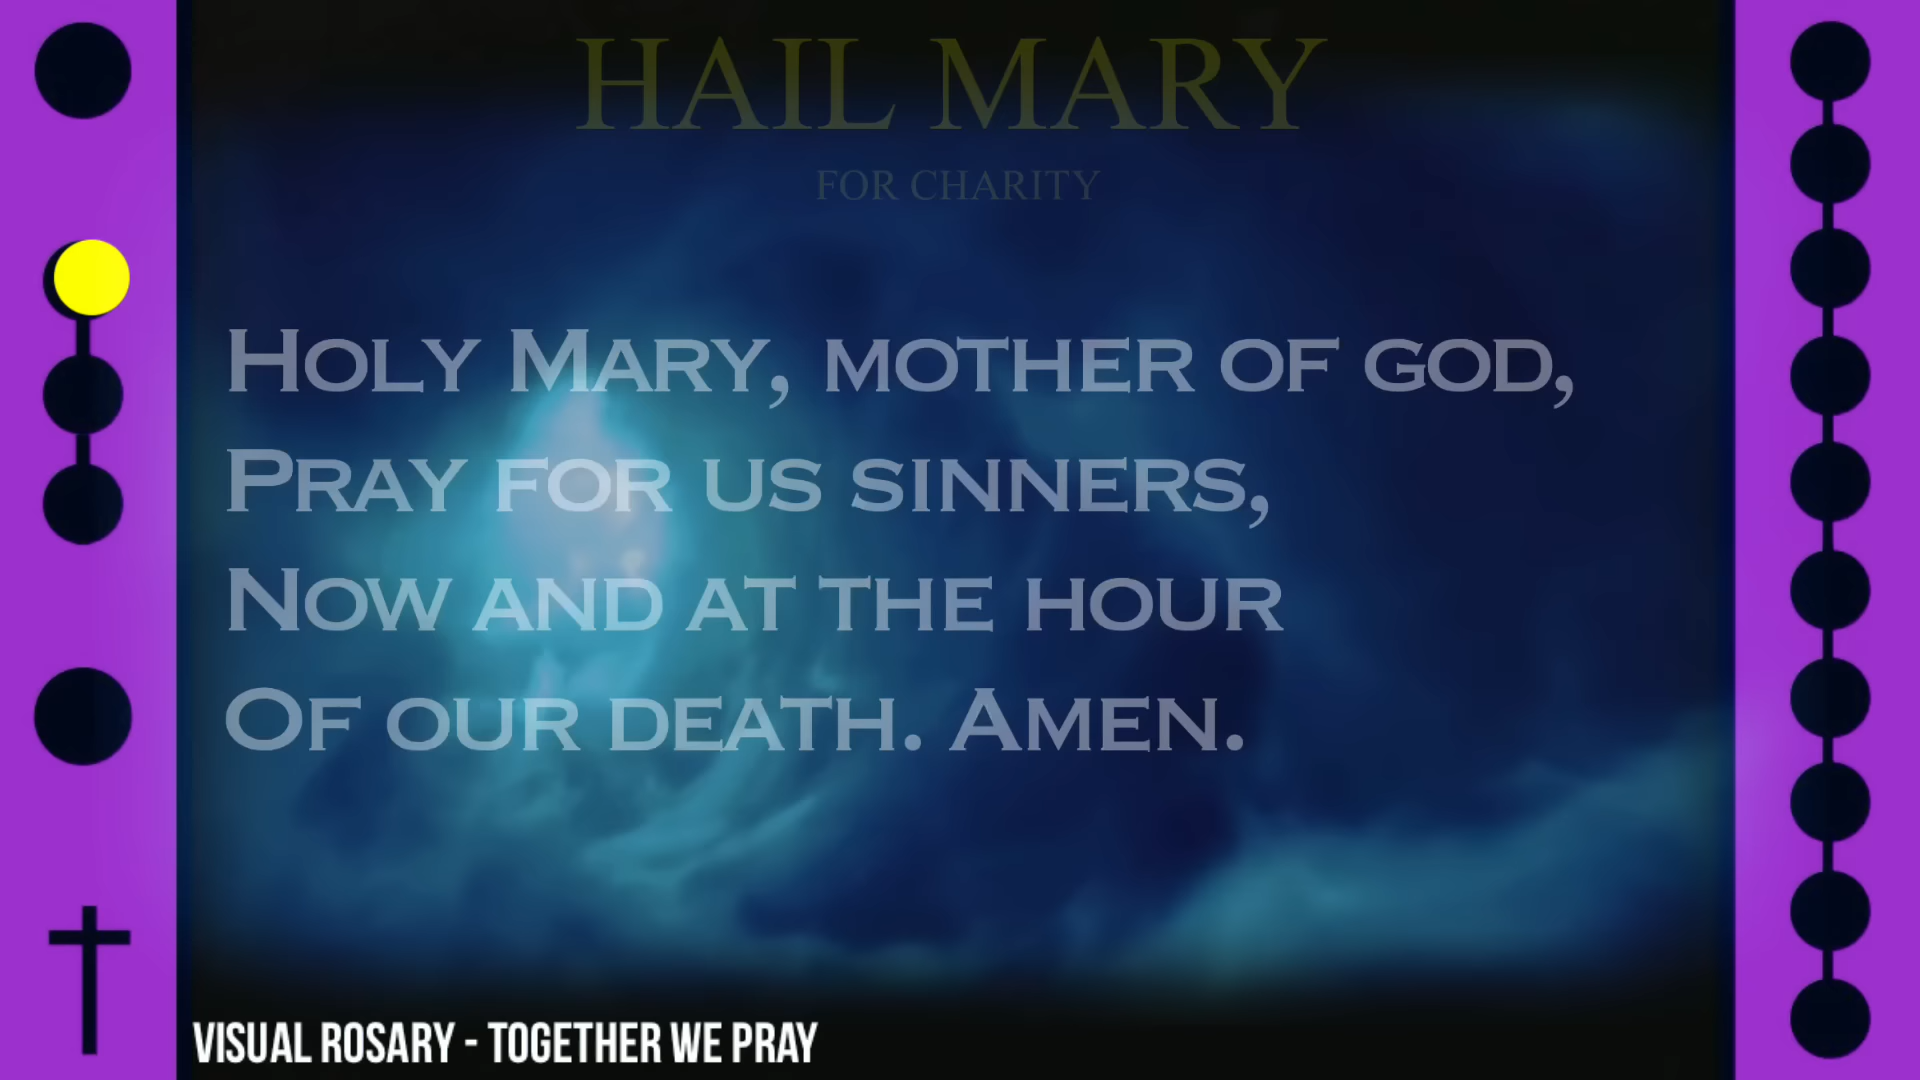 HAIL MARY
FOR CHARITY
Holy Mary, mother of god,
Pray for us sinners,
Now and at the hour
Of our death. Amen.
VISUAL ROSARY - TOGETHER WE PRAY